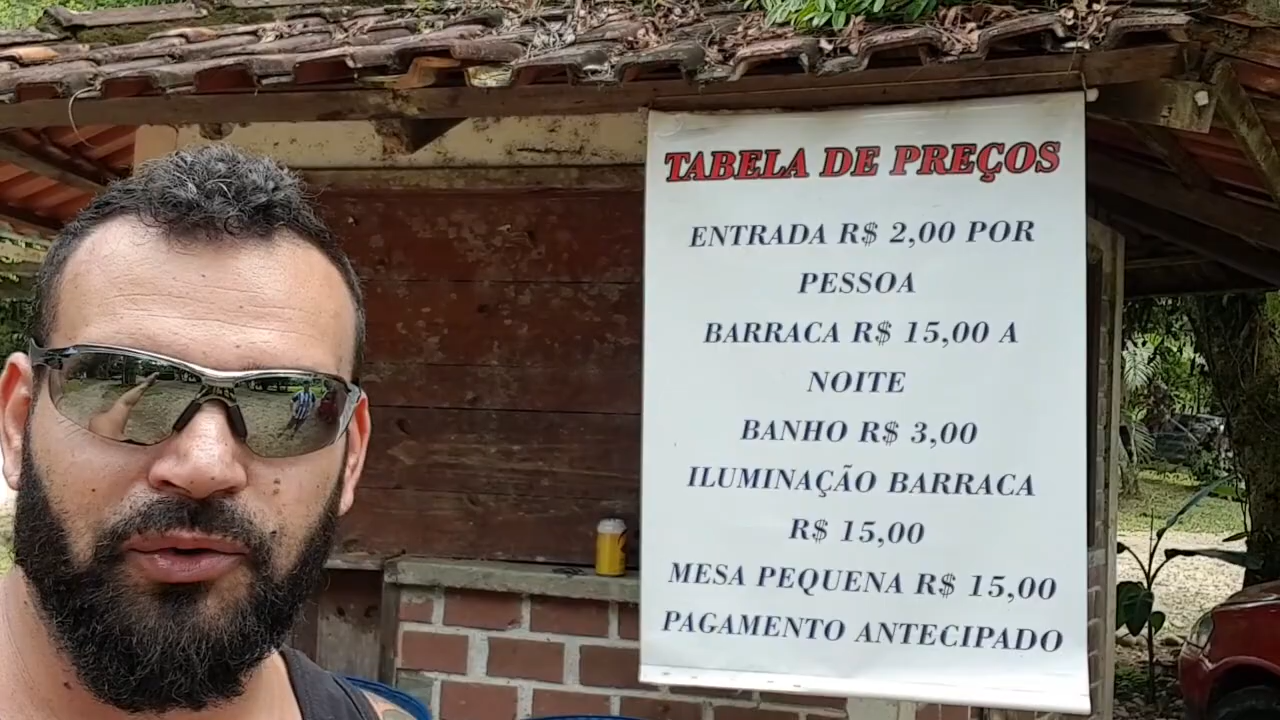 TABELA DE PREÇOS
ENTRADA R$ 2,00 POR
PESSOA
BARRACA R$ 15,00 A
NOITE
BANHO R$ 3,00
ILUMINAÇÃO BARRACA
R$ 15,00
MESA PEQUENA R$ 15,00
PAGAMENTO ANTECIPADO